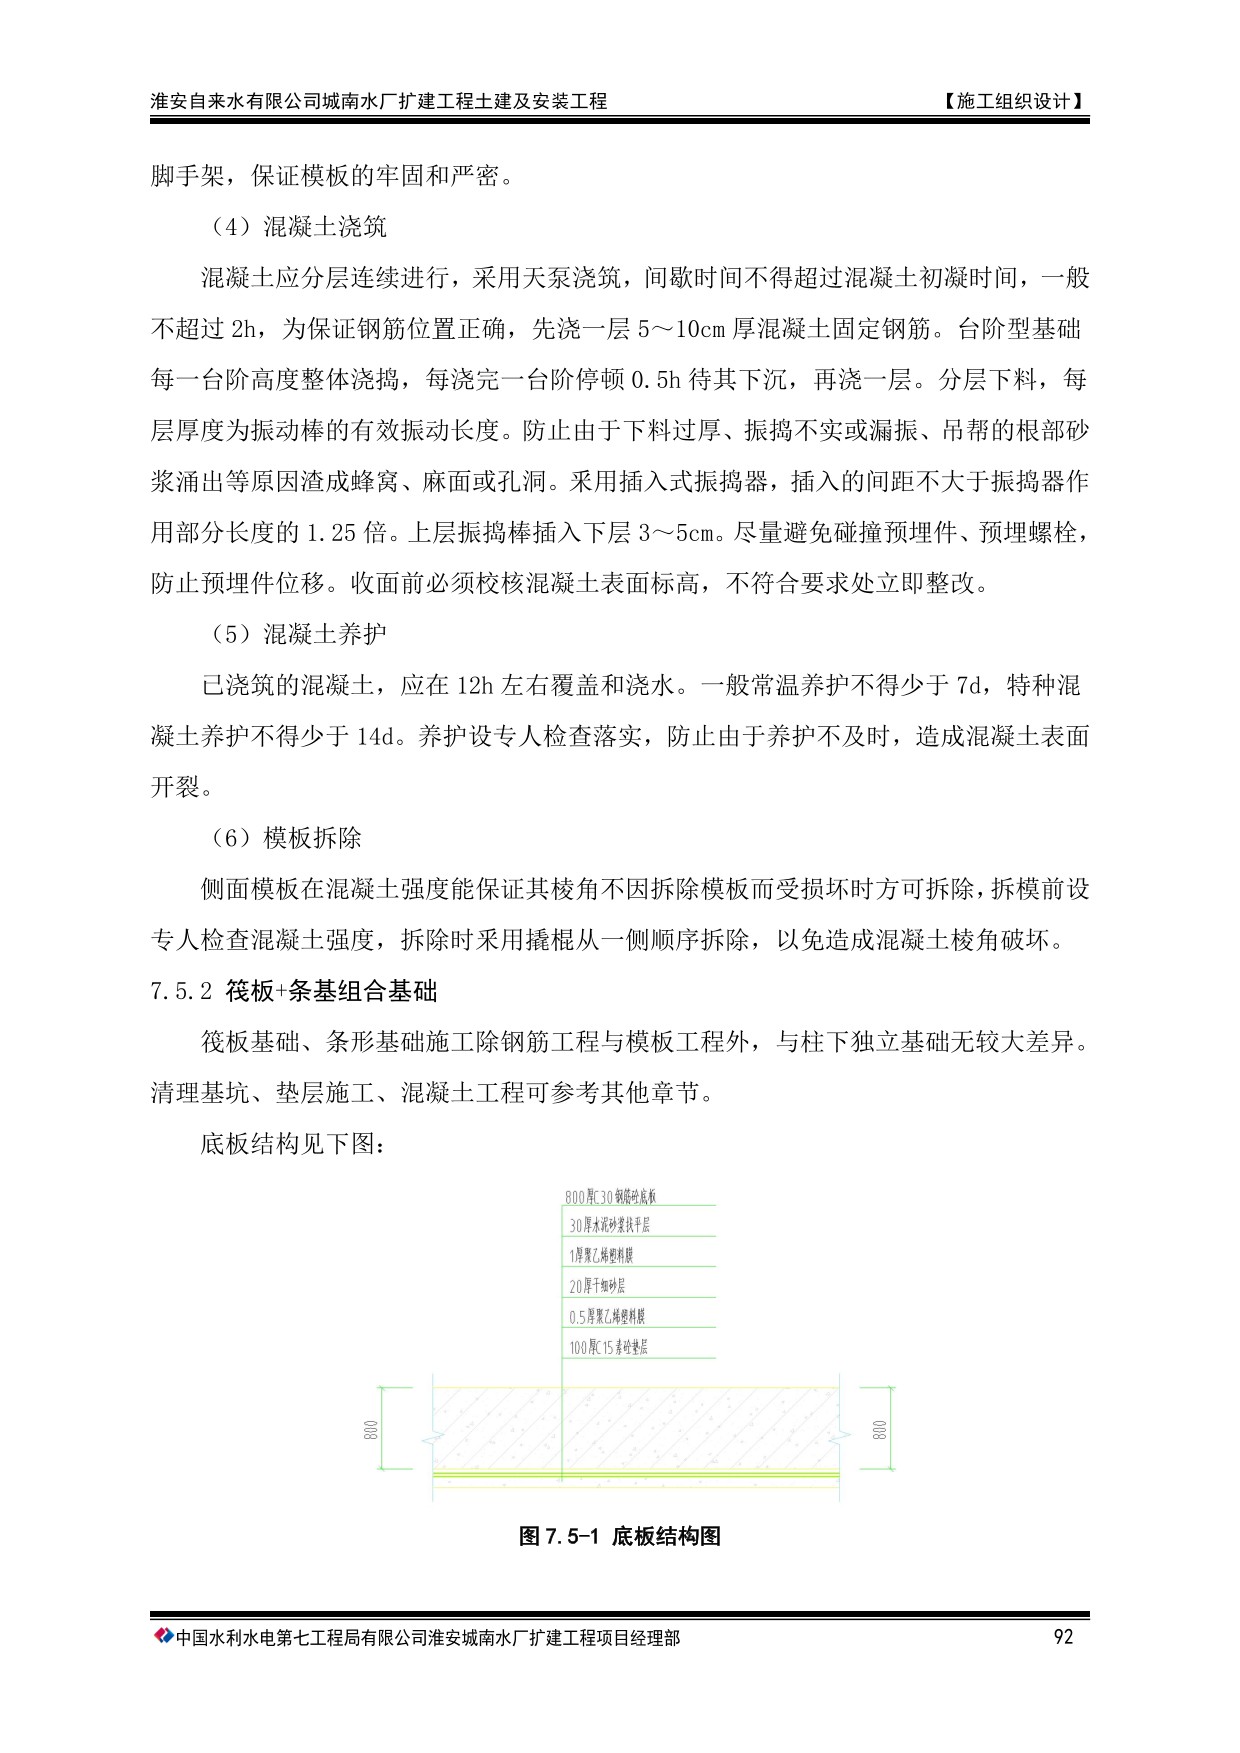 淮安自来水有限公司城南水厂扩建工程土建及安装工程 【施工组织设计】
脚手架，保证模板的牢固和严密。
（4）混凝土浇筑
混凝土应分层连续进行，采用天泵浇筑，间歇时间不得超过混凝土初凝时间，一般
不超过 2h，为保证钢筋位置正确，先浇一层 5～10cm 厚混凝土固定钢筋。台阶型基础
每一台阶高度整体浇捣，每浇完一台阶停顿 0.5h 待其下沉，再浇一层。分层下料，每
层厚度为振动棒的有效振动长度。防止由于下料过厚、振捣不实或漏振、吊帮的根部砂
浆涌出等原因渣成蜂窝、麻面或孔洞。采用插入式振捣器，插入的间距不大于振捣器作
用部分长度的 1.25 倍。上层振捣棒插入下层 3～5cm。尽量避免碰撞预埋件、预埋螺栓，
防止预埋件位移。收面前必须校核混凝土表面标高，不符合要求处立即整改。
（5）混凝土养护
已浇筑的混凝土，应在 12h 左右覆盖和浇水。一般常温养护不得少于 7d，特种混
凝土养护不得少于 14d。养护设专人检查落实，防止由于养护不及时，造成混凝土表面
开裂。
（6）模板拆除
侧面模板在混凝土强度能保证其棱角不因拆除模板而受损坏时方可拆除，拆模前设
专人检查混凝土强度，拆除时采用撬棍从一侧顺序拆除，以免造成混凝土棱角破坏。
7.5.2 筏板+条基组合基础
筏板基础、条形基础施工除钢筋工程与模板工程外，与柱下独立基础无较大差异。
清理基坑、垫层施工、混凝土工程可参考其他章节。
底板结构见下图：
800厚C30钢筋砼底板
30厚水泥砂浆找平层
1厚聚乙烯塑料膜
20厚干细砂层
0.5厚聚乙烯塑料膜
100厚C15素砼垫层
800
800
图 7.5-1 底板结构图
中国水利水电第七工程局有限公司淮安城南水厂扩建工程项目经理部 92